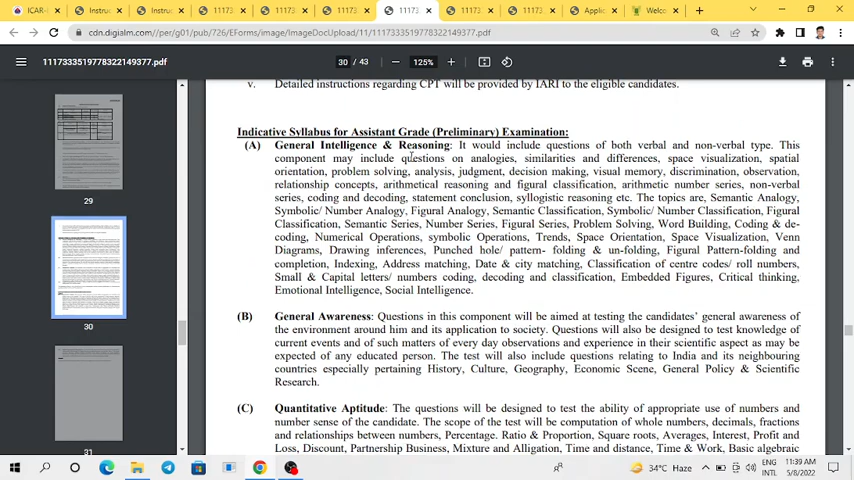 ICAR-I
Instruc
Instruc
11173
11173
11173
11173
11173
11173
Applic
Welco
cdn.digialm.com/per/g01/pub/726/EForms/image/ImageDocUpload/11/1117333519778322149377.pdf
1117333519778322149377.pdf
30 / 43
125%
v. Detailed instructions regarding CPT will be provided by IARI to the eligible candidates.
29
30
31
Indicative Syllabus for Assistant Grade (Preliminary) Examination:
(A) General Intelligence & Reasoning: It would include questions of both verbal and non-verbal type. This
component may include questions on analogies, similarities and differences, space visualization, spatial
orientation, problem solving, analysis, judgment, decision making, visual memory, discrimination, observation,
relationship concepts, arithmetical reasoning and figural classification, arithmetic number series, non-verbal
series, coding and decoding, statement conclusion, syllogistic reasoning etc. The topics are, Semantic Analogy,
Symbolic/ Number Analogy, Figural Analogy, Semantic Classification, Symbolic/ Number Classification, Figural
Classification, Semantic Series, Number Series, Figural Series, Problem Solving, Word Building, Coding & de-
coding, Numerical Operations, symbolic Operations, Trends, Space Orientation, Space Visualization, Venn
Diagrams, Drawing inferences, Punched hole/ pattern- folding & un-folding, Figural Pattern-folding and
completion, Indexing, Address matching, Date & city matching, Classification of centre codes/ roll numbers,
Small & Capital letters/ numbers coding, decoding and classification, Embedded Figures, Critical thinking,
Emotional Intelligence, Social Intelligence.
(B) General Awareness: Questions in this component will be aimed at testing the candidates' general awareness of
the environment around him and its application to society. Questions will also be designed to test knowledge of
current events and of such matters of every day observations and experience in their scientific aspect as may be
expected of any educated person. The test will also include questions relating to India and its neighbouring
countries especially pertaining History, Culture, Geography, Economic Scene, General Policy & Scientific
Research.
(C) Quantitative Aptitude: The questions will be designed to test the ability of appropriate use of numbers and
number sense of the candidate. The scope of the test will be computation of whole numbers, decimals, fractions
and relationships between numbers, Percentage. Ratio & Proportion, Square roots, Averages, Interest, Profit and
Loss, Discount, Partnership Business, Mixture and Alligation, Time and distance, Time & Work, Basic algebraic
34°C Haze
ENG
INTL
11:39 AM
5/8/2022